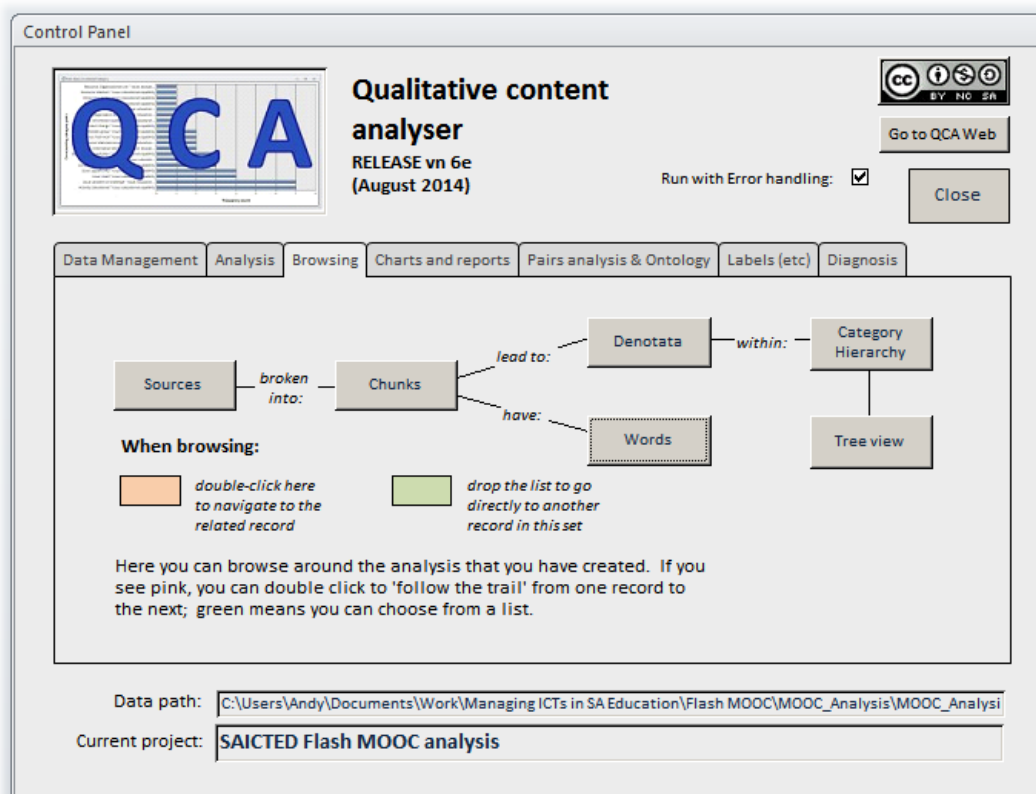 Control Panel
QCA
Qualitative content
analyser
RELEASE vn 6e
(August 2014)
cc
BY NC SA
Go to QCA Web
Run with Error handling:
Close
Data Management
Analysis
Browsing
Charts and reports
Pairs analysis & Ontology
Labels (etc)
Diagnosis
Sources
broken
into:
Chunks
lead to:
Denotata
within:
Category
Hierarchy
have:
Words
Tree view
When browsing:
double-click here
to navigate to the
related record
drop the list to go
directly to another
record in this set
Here you can browse around the analysis that you have created. If you
see pink, you can double click to 'follow the trail' from one record to
the next; green means you can choose from a list.
Data path:
C:\Users\Andy\Documents\Work\Managing ICTs in SA Education\Flash MOOC\MOOC_Analysis\MOOC_Analysi
Current project:
SAICTED Flash MOOC analysis